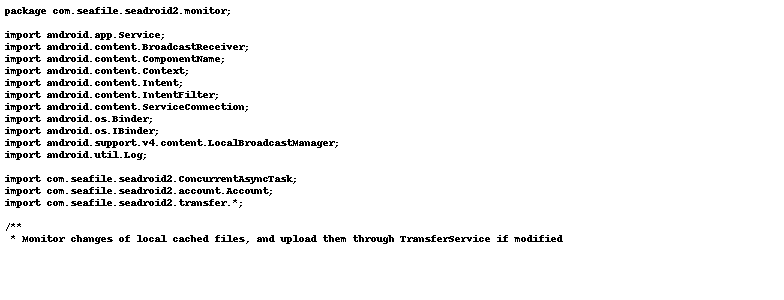 package com.seafile.seadroid2.monitor;

import android.app.Service;
import android.content.BroadcastReceiver;
import android.content.ComponentName;
import android.content.Context;
import android.content.Intent;
import android.content.IntentFilter;
import android.content.ServiceConnection;
import android.os.Binder;
import android.os.IBinder;
import android.support.v4.content.LocalBroadcastManager;
import android.util.Log;

import com.seafile.seadroid2.ConcurrentAsyncTask;
import com.seafile.seadroid2.account.Account;
import com.seafile.seadroid2.transfer.*;

/**
 * Monitor changes of local cached files, and upload them through TransferService if modified